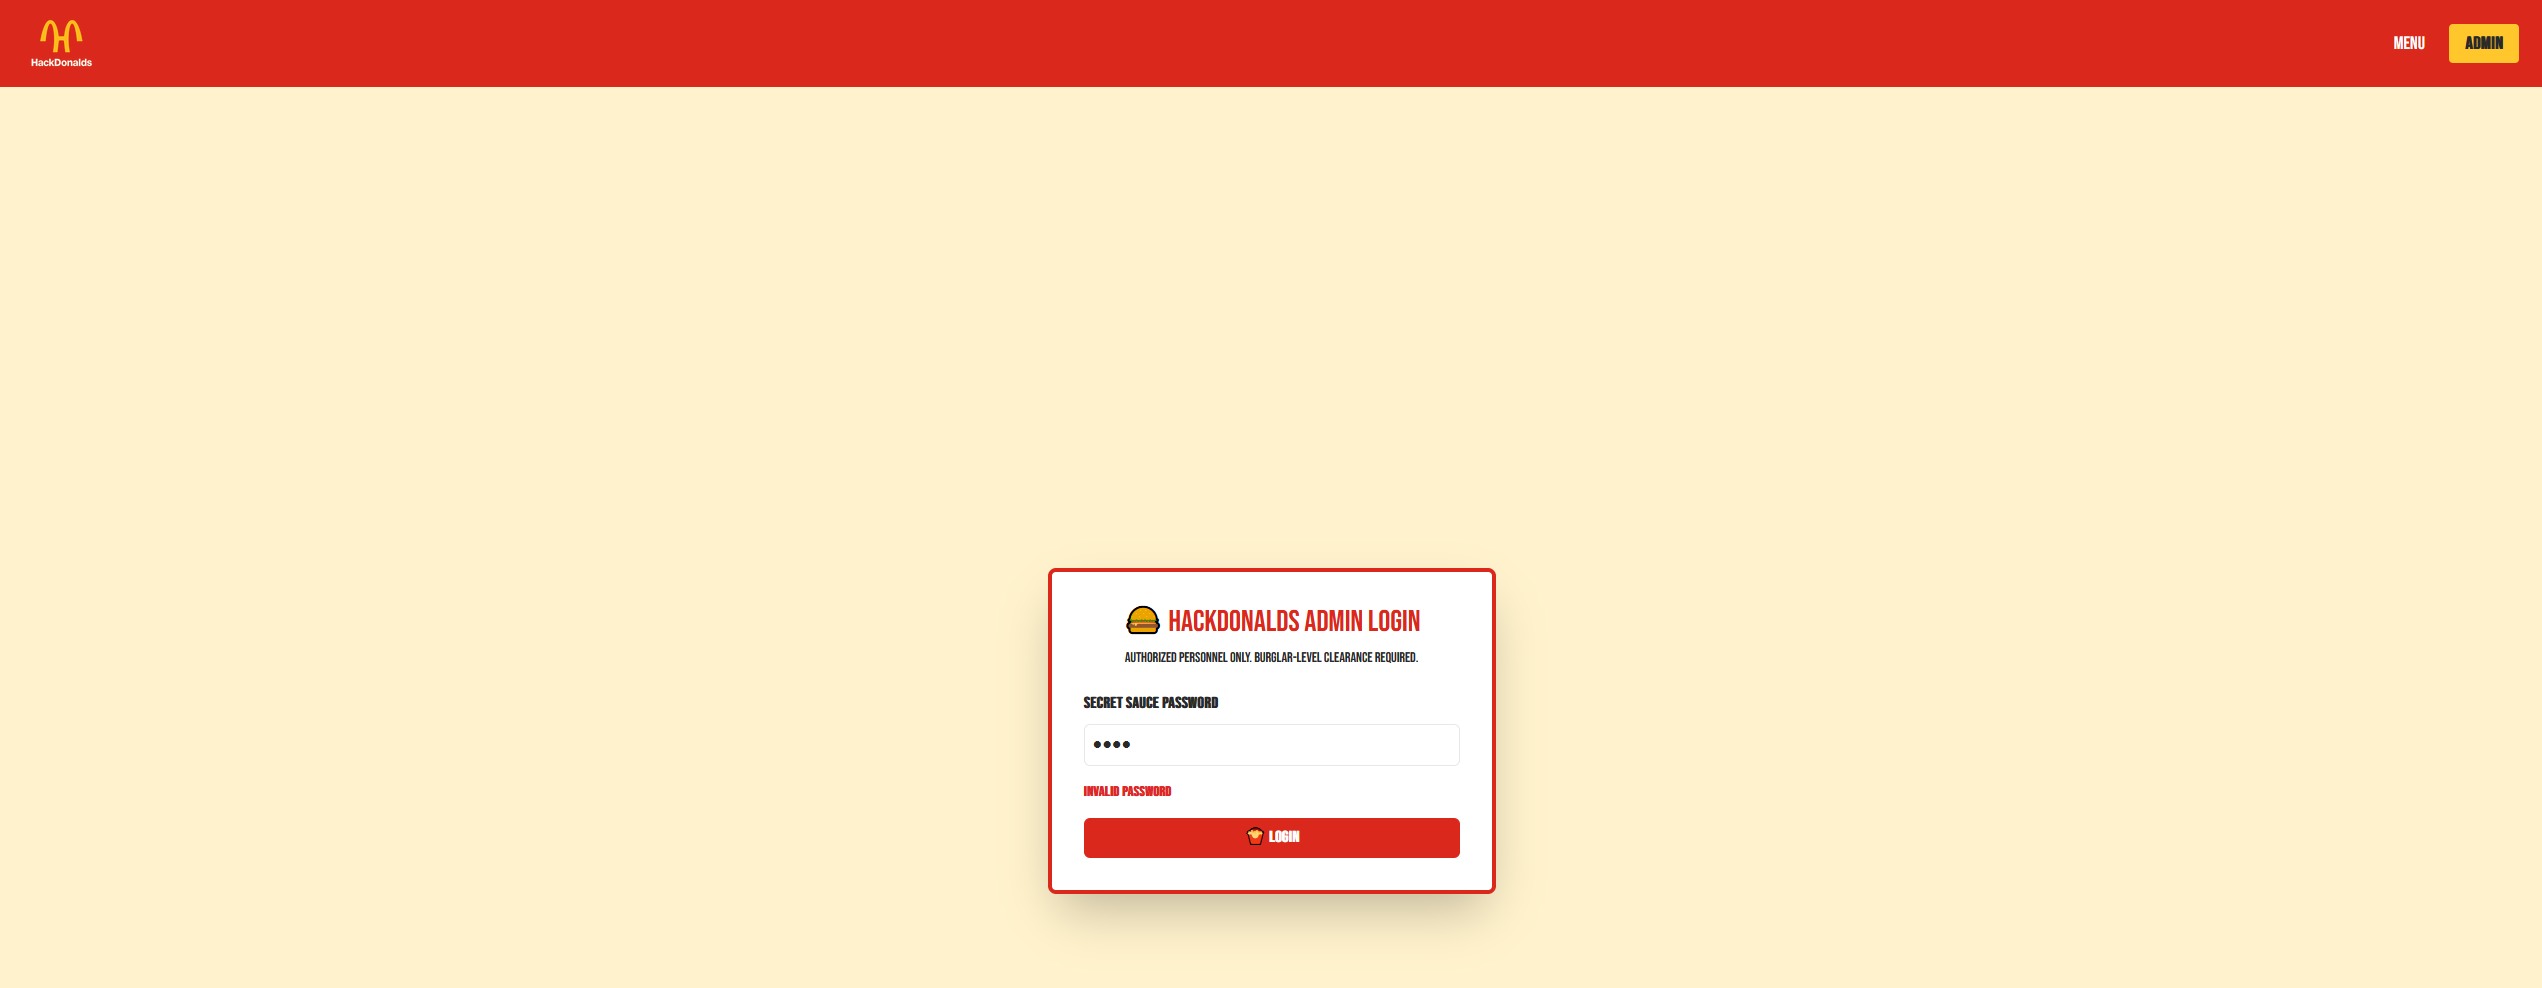 HackDonalds
MENU
ADMIN
HACKDONALDS ADMIN LOGIN
AUTHORIZED PERSONNEL ONLY. BURGLAR-LEVEL CLEARANCE REQUIRED.
SECRET SAUCE PASSWORD
••••
INVALID PASSWORD
LOGIN